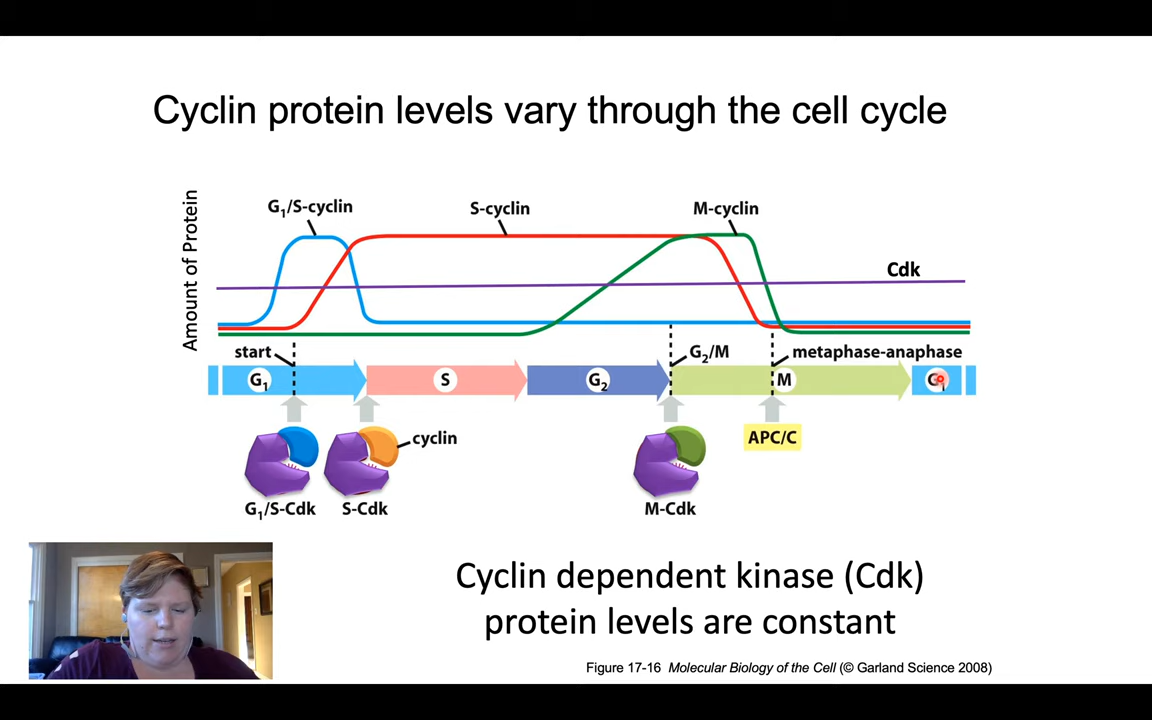 Cyclin protein levels vary through the cell cycle
Amount of Protein
G₁/S-cyclin
S-cyclin
M-cyclin
Cdk
start
G₂/M
metaphase-anaphase
G₁
S
G₂
M
G₁
cyclin
APC/C
G₁/S-Cdk
S-Cdk
M-Cdk
Cyclin dependent kinase (Cdk)
protein levels are constant
Figure 17-16 Molecular Biology of the Cell (© Garland Science 2008)